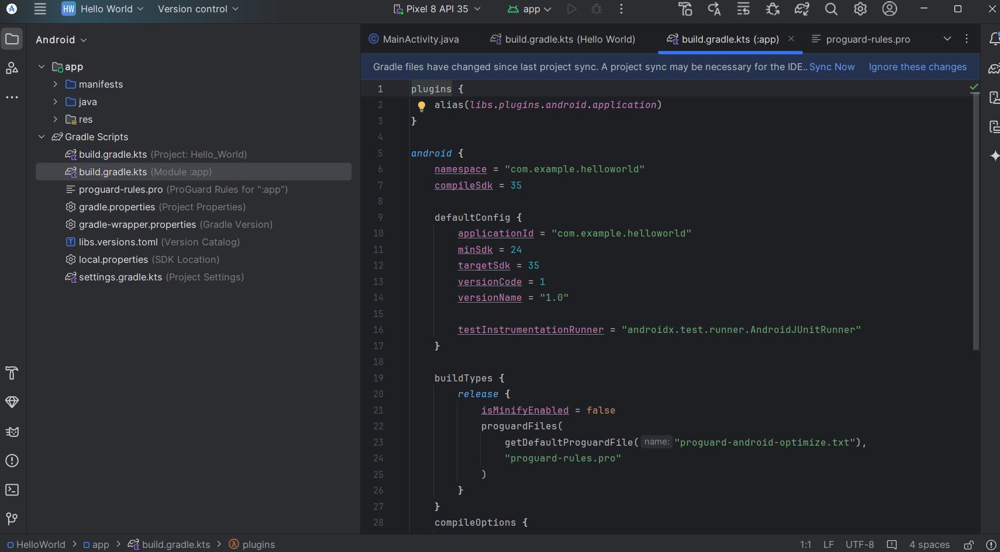 HW Hello World Version control Pixel 8 API 35 app
Android
app
manifests
java
res
Gradle Scripts
build.gradle.kts (Project: Hello_World)
build.gradle.kts (Module :app)
proguard-rules.pro (ProGuard Rules for ":app")
gradle.properties (Project Properties)
gradle-wrapper.properties (Gradle Version)
libs.versions.toml (Version Catalog)
local.properties (SDK Location)
settings.gradle.kts (Project Settings)
MainActivity.java build.gradle.kts (Hello World) build.gradle.kts (:app) proguard-rules.pro
Gradle files have changed since last project sync. A project sync may be necessary for the IDE.. Sync Now Ignore these changes
1 plugins {
2     alias(libs.plugins.android.application)
3 }
4
5 android {
6     namespace = "com.example.helloworld"
7     compileSdk = 35
8
9     defaultConfig {
10         applicationId = "com.example.helloworld"
11         minSdk = 24
12         targetSdk = 35
13         versionCode = 1
14         versionName = "1.0"
15
16         testInstrumentationRunner = "androidx.test.runner.AndroidJUnitRunner"
17     }
18
19     buildTypes {
20         release {
21             isMinifyEnabled = false
22             proguardFiles(
23                 getDefaultProguardFile( name: "proguard-android-optimize.txt"),
24                 "proguard-rules.pro"
25             )
26         }
27     }
28     compileOptions {
HelloWorld > app > build.gradle.kts > plugins 1:1 LF UTF-8 4 spaces